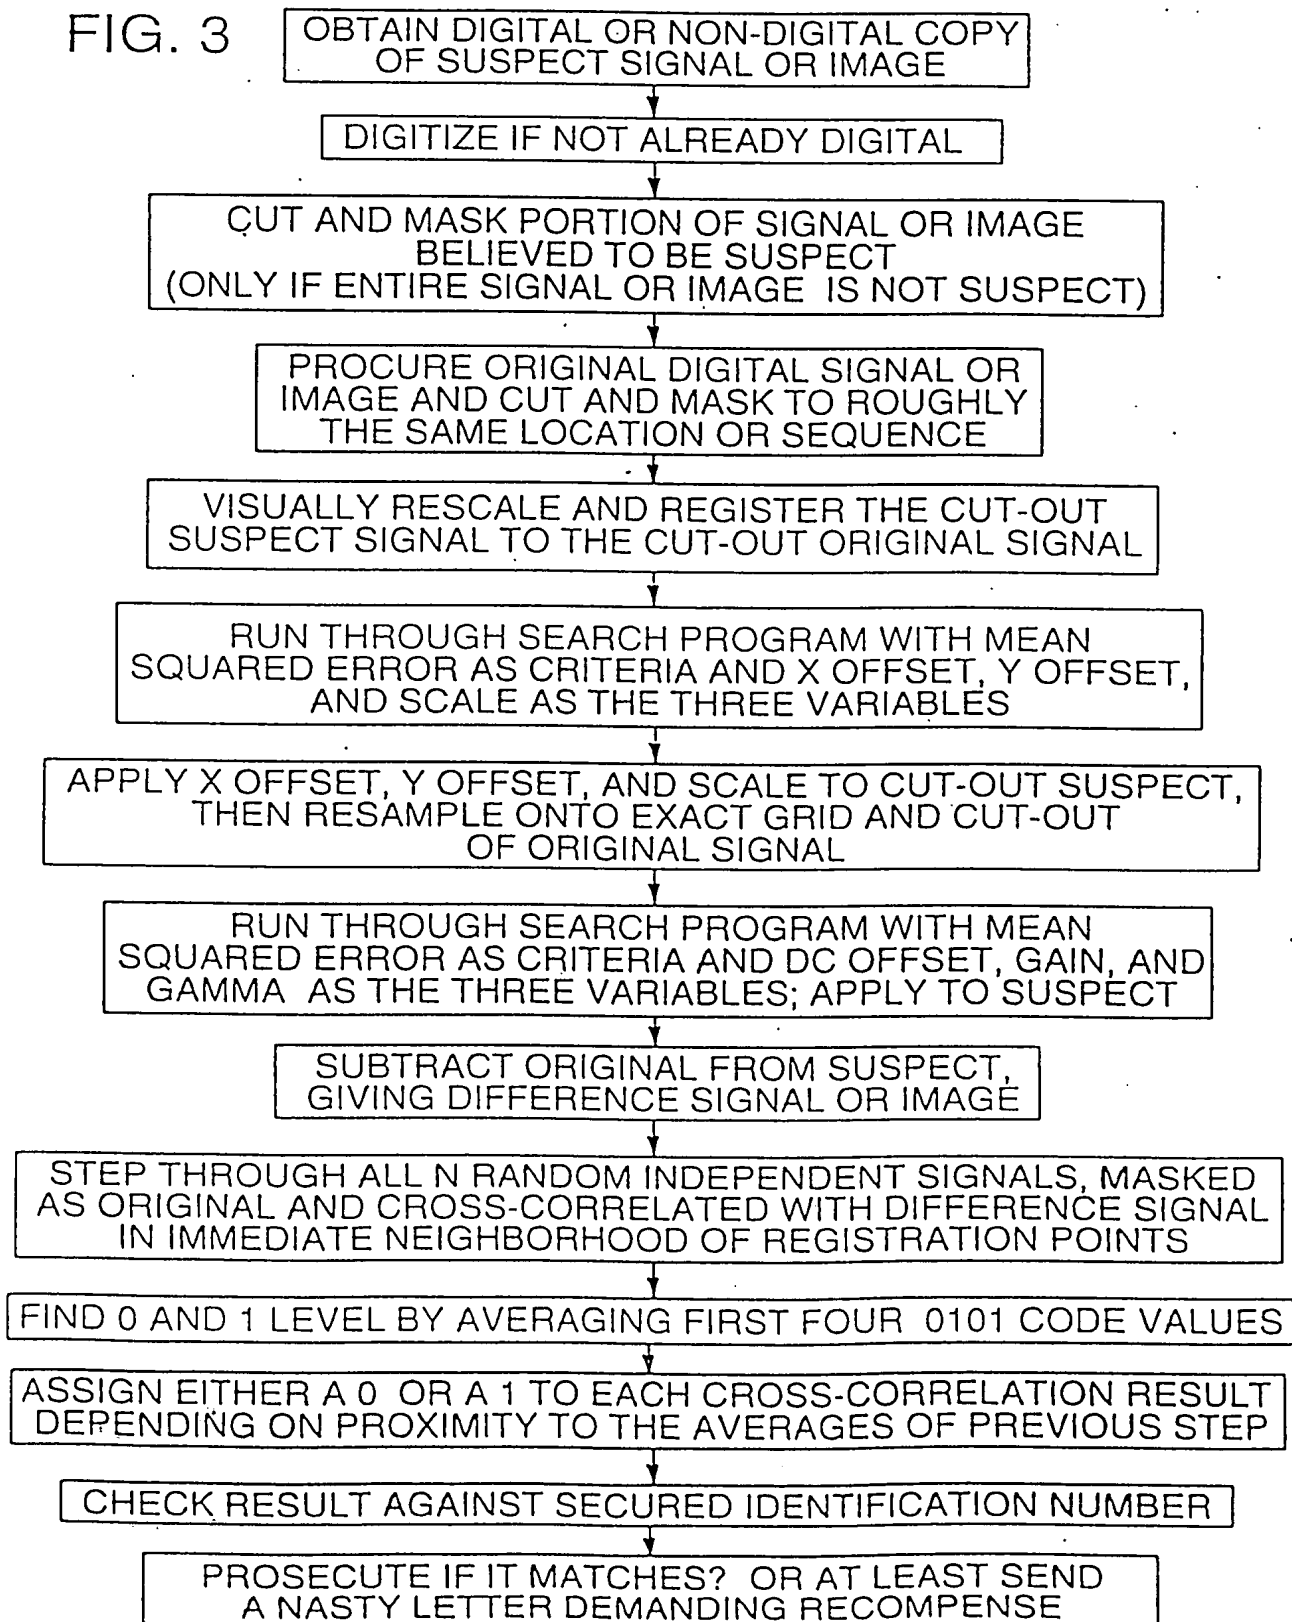 FIG. 3
OBTAIN DIGITAL OR NON-DIGITAL COPY
OF SUSPECT SIGNAL OR IMAGE
DIGITIZE IF NOT ALREADY DIGITAL
CUT AND MASK PORTION OF SIGNAL OR IMAGE
BELIEVED TO BE SUSPECT
(ONLY IF ENTIRE SIGNAL OR IMAGE IS NOT SUSPECT)
PROCURE ORIGINAL DIGITAL SIGNAL OR
IMAGE AND CUT AND MASK TO ROUGHLY
THE SAME LOCATION OR SEQUENCE
VISUALLY RESCALE AND REGISTER THE CUT-OUT
SUSPECT SIGNAL TO THE CUT-OUT ORIGINAL SIGNAL
RUN THROUGH SEARCH PROGRAM WITH MEAN
SQUARED ERROR AS CRITERIA AND X OFFSET, Y OFFSET,
AND SCALE AS THE THREE VARIABLES
APPLY X OFFSET, Y OFFSET, AND SCALE TO CUT-OUT SUSPECT,
THEN RESAMPLE ONTO EXACT GRID AND CUT-OUT
OF ORIGINAL SIGNAL
RUN THROUGH SEARCH PROGRAM WITH MEAN
SQUARED ERROR AS CRITERIA AND DC OFFSET, GAIN, AND
GAMMA AS THE THREE VARIABLES; APPLY TO SUSPECT
SUBTRACT ORIGINAL FROM SUSPECT,
GIVING DIFFERENCE SIGNAL OR IMAGE
STEP THROUGH ALL N RANDOM INDEPENDENT SIGNALS, MASKED
AS ORIGINAL AND CROSS-CORRELATED WITH DIFFERENCE SIGNAL
IN IMMEDIATE NEIGHBORHOOD OF REGISTRATION POINTS
FIND 0 AND 1 LEVEL BY AVERAGING FIRST FOUR 0101 CODE VALUES
ASSIGN EITHER A 0 OR A 1 TO EACH CROSS-CORRELATION RESULT
DEPENDING ON PROXIMITY TO THE AVERAGES OF PREVIOUS STEP
CHECK RESULT AGAINST SECURED IDENTIFICATION NUMBER
PROSECUTE IF IT MATCHES? OR AT LEAST SEND
A NASTY LETTER DEMANDING RECOMPENSE